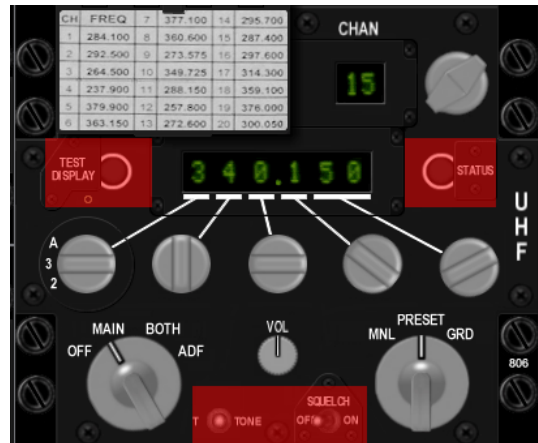 CH FREQ 7 377.100 14 295.700
1 284.100 8 360.600 15 287.400
2 292.500 9 273.575 16 297.600
3 264.500 10 349.725 17 314.300
4 237.900 11 288.150 18 359.100
5 379.900 12 257.800 19 376.000
6 363.150 13 272.600 20 300.050
CHAN
15
TEST
DISPLAY
340.150
STATUS
UHF
A
3
2
MAIN BOTH
OFF ADF
VOL
PRESET
MNL GRD
806
SQUELCH
T TONE OFF ON